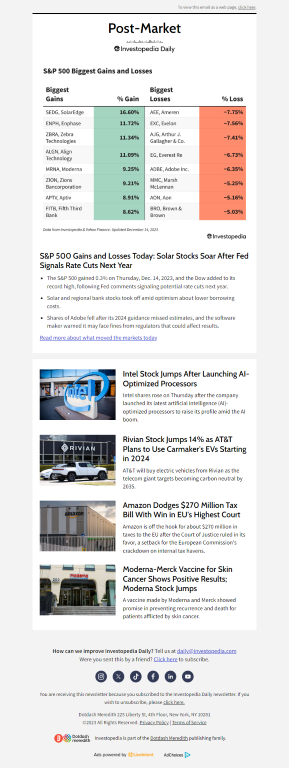 To view this email as a web page, click here.
Post-Market
Investopedia Daily
S&P 500 Biggest Gains and Losses
Biggest Gains % Gain Biggest Losses % Loss
SEDG, SolarEdge 16.60% AEE, Ameren −7.75%
ENPH, Enphase 11.72% EXC, Exelon −7.56%
ZBRA, Zebra Technologies 11.34% AJG, Arthur J. Gallagher & Co. −7.41%
ALGN, Align Technology 11.09% EG, Everest Re −6.73%
MRNA, Moderna 9.25% ADBE, Adobe Inc. −6.35%
ZION, Zions Bancorporation 9.21% MMC, Marsh McLennan −5.25%
APTV, Aptiv 8.91% AON, Aon −5.16%
FITB, Fifth Third Bank 8.62% BRO, Brown & Brown −5.03%
Data from Investopedia & Yahoo Finance. Updated December 14, 2023
Investopedia
S&P 500 Gains and Losses Today: Solar Stocks Soar After Fed
Signals Rate Cuts Next Year
• The S&P 500 gained 0.3% on Thursday, Dec. 14, 2023, and the Dow added to its
record high, following Fed comments signaling potential rate cuts next year.
• Solar and regional bank stocks took off amid optimism about lower borrowing
costs.
• Shares of Adobe fell after its 2024 guidance missed estimates, and the software
maker warned it may face fines from regulators that could affect results.
Read more about what moved the markets today
Intel Stock Jumps After Launching AI-
Optimized Processors
Intel shares rose on Thursday after the company
launched its latest artificial intelligence (AI)-
optimized processors to raise its profile amid the AI
boom.
Rivian Stock Jumps 14% as AT&T
Plans to Use Carmaker's EVs Starting
in 2024
AT&T will buy electric vehicles from Rivian as the
telecom giant targets becoming carbon neutral by
2035.
RIVIAN
Amazon Dodges $270 Million Tax
Bill With Win in EU's Highest Court
Amazon is off the hook for about $270 million in
taxes to the EU after the Court of Justice ruled in its
favor, a setback for the European Commission's
crackdown on internal tax havens.
Moderna-Merck Vaccine for Skin
Cancer Shows Positive Results;
Moderna Stock Jumps
A vaccine made by Moderna and Merck showed
promise in preventing recurrence and death for
patients afflicted by skin cancer.
How can we improve Investopedia Daily? Tell us at daily@investopedia.com
Were you sent this by a friend? Click here to subscribe.
You are receiving this newsletter because you subscribed to the Investopedia Daily newsletter. If you
wish to unsubscribe, please click here.
Dotdash Meredith 225 Liberty St, 4th Floor, New York, NY 10281
©2023 All Rights Reserved. Privacy Policy | Terms of Service
Dotdash meredith Investopedia is part of the Dotdash Meredith publishing family.
Ads powered by LiveIntent AdChoices